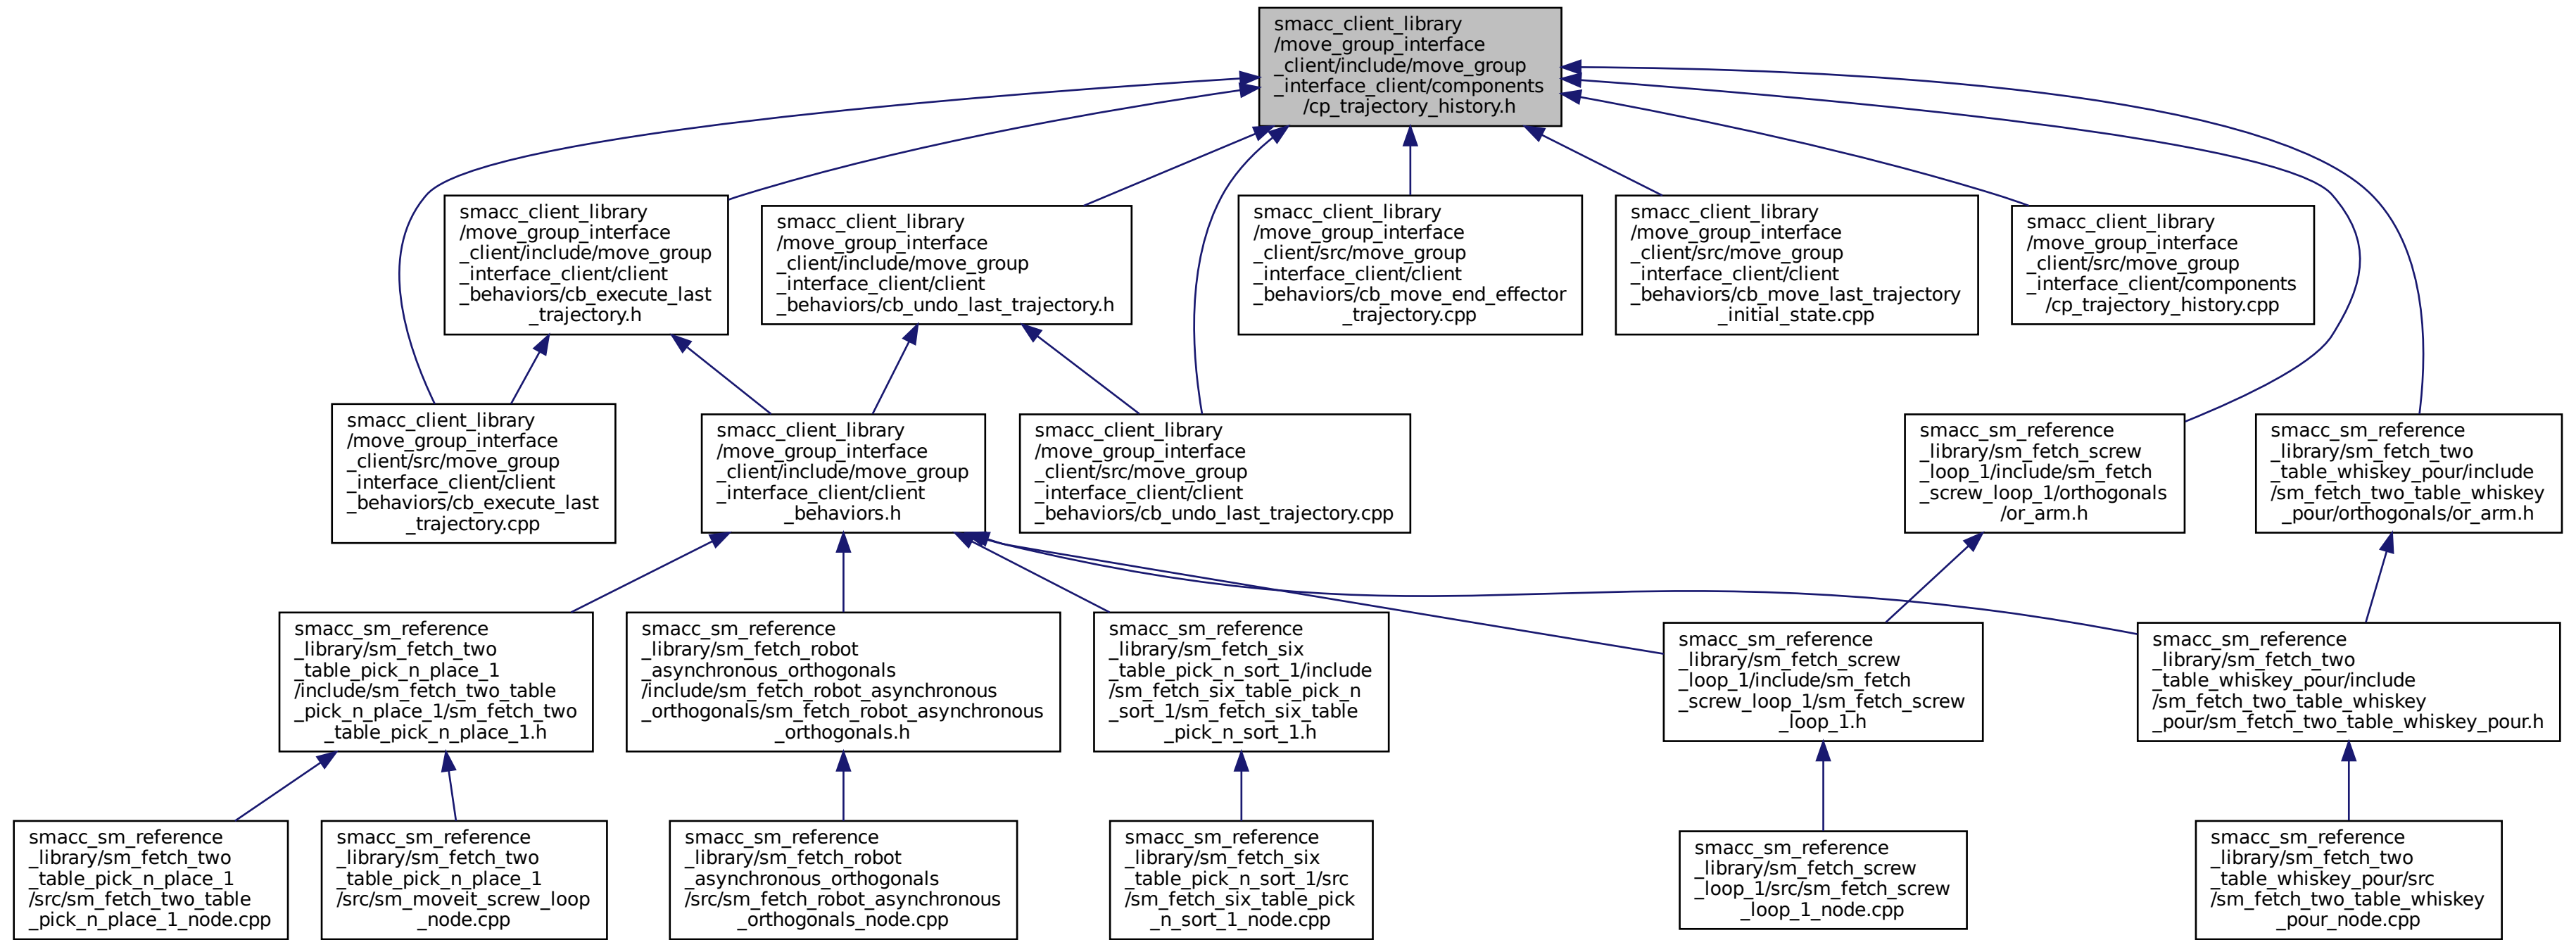 smacc_client_library
/move_group_interface
_client/include/move_group
_interface_client/components
/cp_trajectory_history.h
smacc_client_library
/move_group_interface
_client/include/move_group
_interface_client/client
_behaviors/cb_execute_last
_trajectory.h
smacc_client_library
/move_group_interface
_client/include/move_group
_interface_client/client
_behaviors/cb_undo_last_trajectory.h
smacc_client_library
/move_group_interface
_client/src/move_group
_interface_client/client
_behaviors/cb_move_end_effector
_trajectory.cpp
smacc_client_library
/move_group_interface
_client/src/move_group
_interface_client/client
_behaviors/cb_move_last_trajectory
_initial_state.cpp
smacc_client_library
/move_group_interface
_client/src/move_group
_interface_client/components
/cp_trajectory_history.cpp
smacc_client_library
/move_group_interface
_client/src/move_group
_interface_client/client
_behaviors/cb_execute_last
_trajectory.cpp
smacc_client_library
/move_group_interface
_client/include/move_group
_interface_client/client
_behaviors.h
smacc_client_library
/move_group_interface
_client/src/move_group
_interface_client/client
_behaviors/cb_undo_last_trajectory.cpp
smacc_sm_reference
_library/sm_fetch_screw
_loop_1/include/sm_fetch
_screw_loop_1/orthogonals
/or_arm.h
smacc_sm_reference
_library/sm_fetch_two
_table_whiskey_pour/include
/sm_fetch_two_table_whiskey
_pour/orthogonals/or_arm.h
smacc_sm_reference
_library/sm_fetch_two
_table_pick_n_place_1
/include/sm_fetch_two_table
_pick_n_place_1/sm_fetch_two
_table_pick_n_place_1.h
smacc_sm_reference
_library/sm_fetch_robot
_asynchronous_orthogonals
/include/sm_fetch_robot_asynchronous
_orthogonals/sm_fetch_robot_asynchronous
_orthogonals.h
smacc_sm_reference
_library/sm_fetch_six
_table_pick_n_sort_1/include
/sm_fetch_six_table_pick_n
_sort_1/sm_fetch_six_table
_pick_n_sort_1.h
smacc_sm_reference
_library/sm_fetch_screw
_loop_1/include/sm_fetch
_screw_loop_1/sm_fetch_screw
_loop_1.h
smacc_sm_reference
_library/sm_fetch_two
_table_whiskey_pour/include
/sm_fetch_two_table_whiskey
_pour/sm_fetch_two_table_whiskey_pour.h
smacc_sm_reference
_library/sm_fetch_two
_table_pick_n_place_1
/src/sm_fetch_two_table
_pick_n_place_1_node.cpp
smacc_sm_reference
_library/sm_fetch_two
_table_pick_n_place_1
/src/sm_moveit_screw_loop
_node.cpp
smacc_sm_reference
_library/sm_fetch_robot
_asynchronous_orthogonals
/src/sm_fetch_robot_asynchronous
_orthogonals_node.cpp
smacc_sm_reference
_library/sm_fetch_six
_table_pick_n_sort_1/src
/sm_fetch_six_table_pick
_n_sort_1_node.cpp
smacc_sm_reference
_library/sm_fetch_screw
_loop_1/src/sm_fetch_screw
_loop_1_node.cpp
smacc_sm_reference
_library/sm_fetch_two
_table_whiskey_pour/src
/sm_fetch_two_table_whiskey
_pour_node.cpp